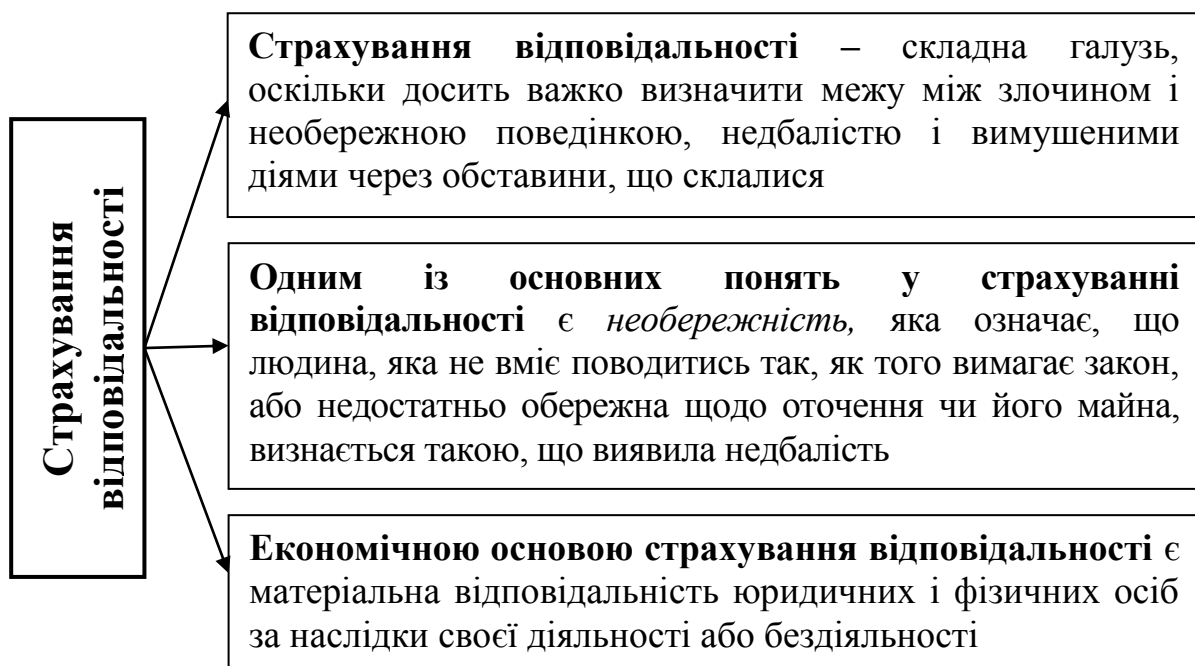 Страхування
відповідальності
Страхування відповідальності – складна галузь,
оскільки досить важко визначити межу між злочином і
необережною поведінкою, недбалістю і вимушеними
діями через обставини, що склалися
Одним із основних понять у страхуванні
відповідальності є необережність, яка означає, що
людина, яка не вміє поводитись так, як того вимагає закон,
або недостатньо обережна щодо оточення чи його майна,
визнається такою, що виявила недбалість
Економічною основою страхування відповідальності є
матеріальна відповідальність юридичних і фізичних осіб
за наслідки своєї діяльності або бездіяльності